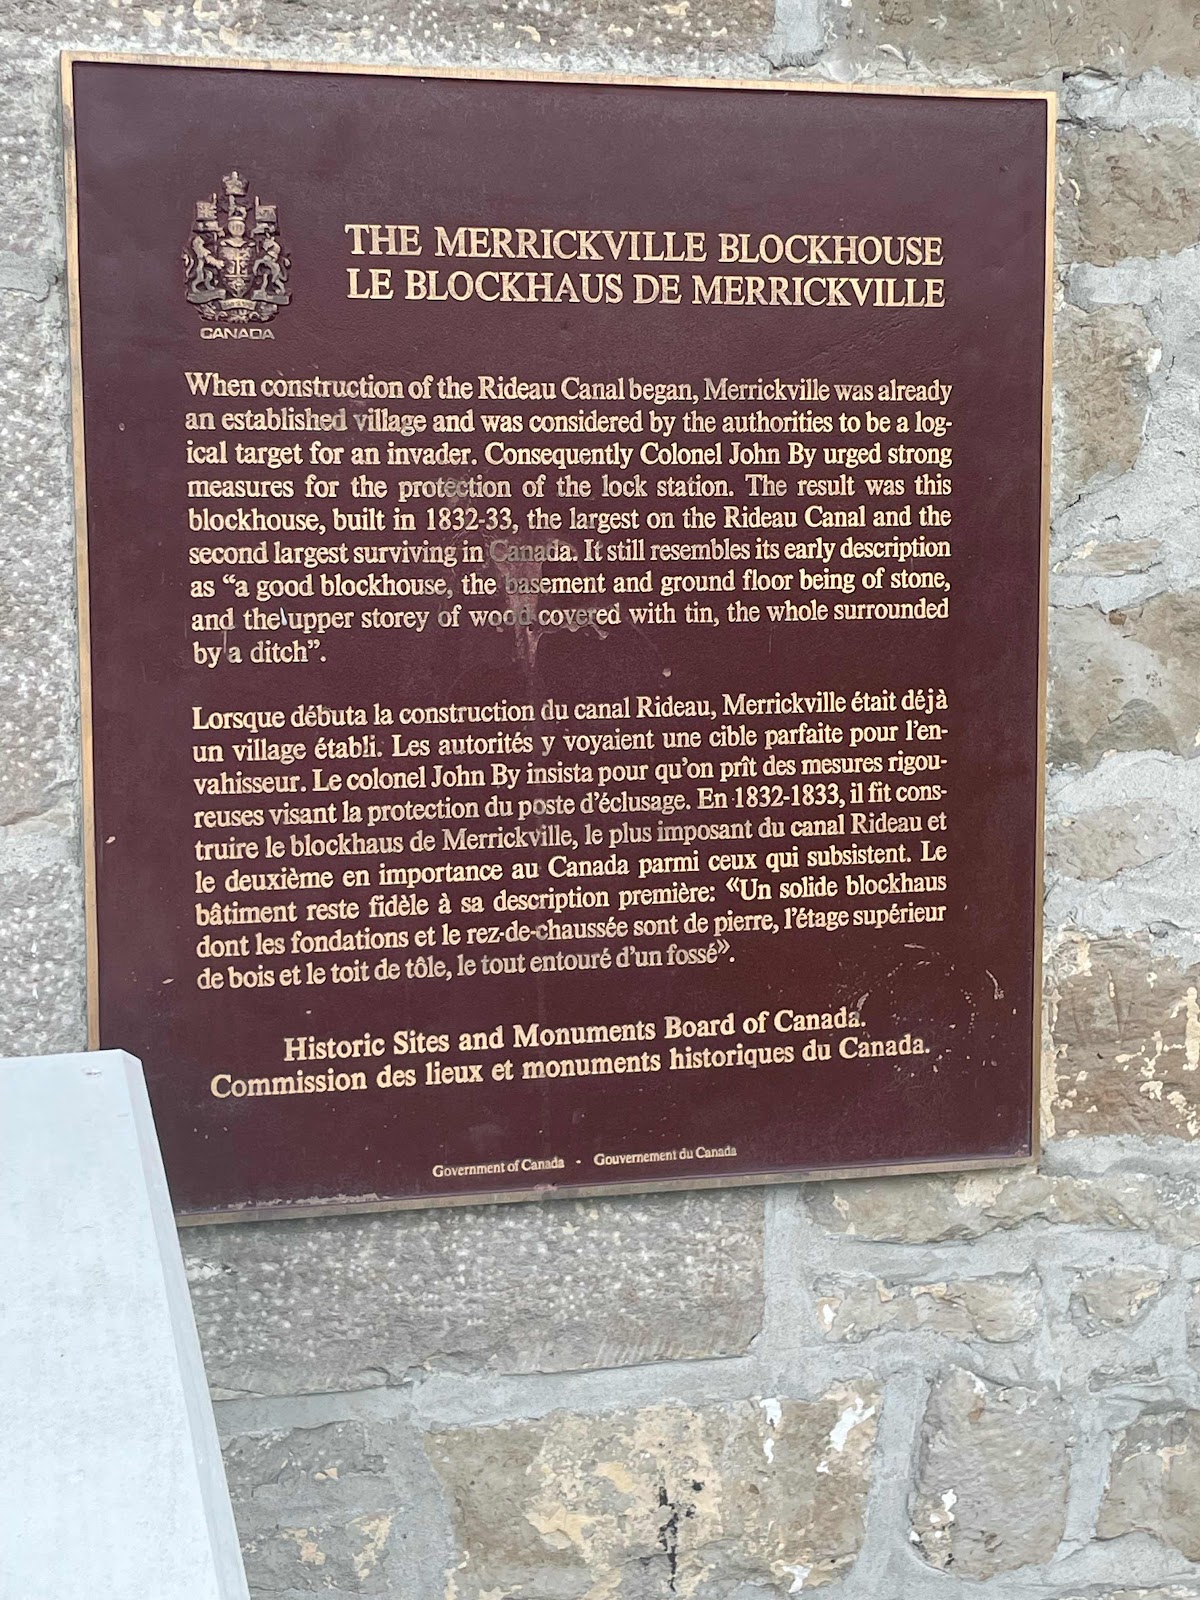 CANADA
THE MERRICKVILLE BLOCKHOUSE
LE BLOCKHAUS DE MERRICKVILLE
When construction of the Rideau Canal began, Merrickville was already
an established village and was considered by the authorities to be a log-
ical target for an invader. Consequently Colonel John By urged strong
measures for the protection of the lock station. The result was this
blockhouse, built in 1832-33, the largest on the Rideau Canal and the
second largest surviving in Canada. It still resembles its early description
as “a good blockhouse, the basement and ground floor being of stone,
and the upper storey of wood covered with tin, the whole surrounded
by a ditch”.
Lorsque débuta la construction du canal Rideau, Merrickville était déjà
un village établi. Les autorités y voyaient une cible parfaite pour l’en-
vahisseur. Le colonel John By insista pour qu’on prît des mesures rigou-
reuses visant la protection du poste d’éclusage. En 1832-1833, il fit cons-
truire le blockhaus de Merrickville, le plus imposant du canal Rideau et
le deuxième en importance au Canada parmi ceux qui subsistent. Le
bâtiment reste fidèle à sa description première: «Un solide blockhaus
dont les fondations et le rez-de-chaussée sont de pierre, l’étage supérieur
de bois et le toit de tôle, le tout entouré d’un fossé».
Historic Sites and Monuments Board of Canada.
Commission des lieux et monuments historiques du Canada.
Government of Canada - Gouvernement du Canada